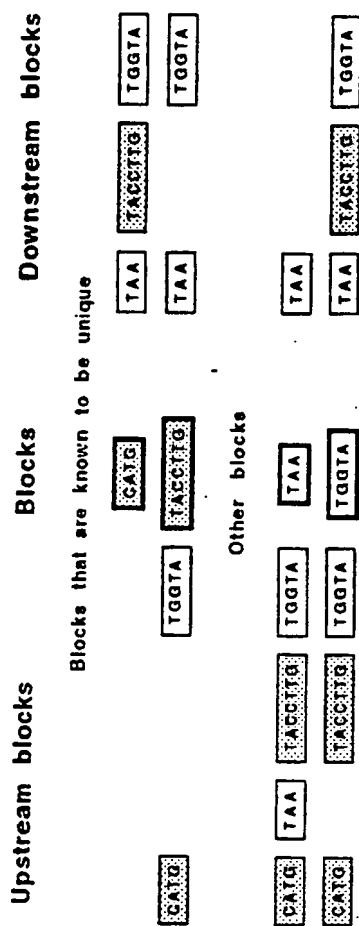 Upstream blocks Blocks Downstream blocks
Blocks that are known to be unique
CATG TAA TACCTTG TGGTA
CATG TGGTA TACCTTG TAA TGGTA
Other blocks
CATG TAA TACCTTG TGGTA TAA TAA
CATG TACCTTG TGGTA TGGTA TAA TACCTTG TGGTA